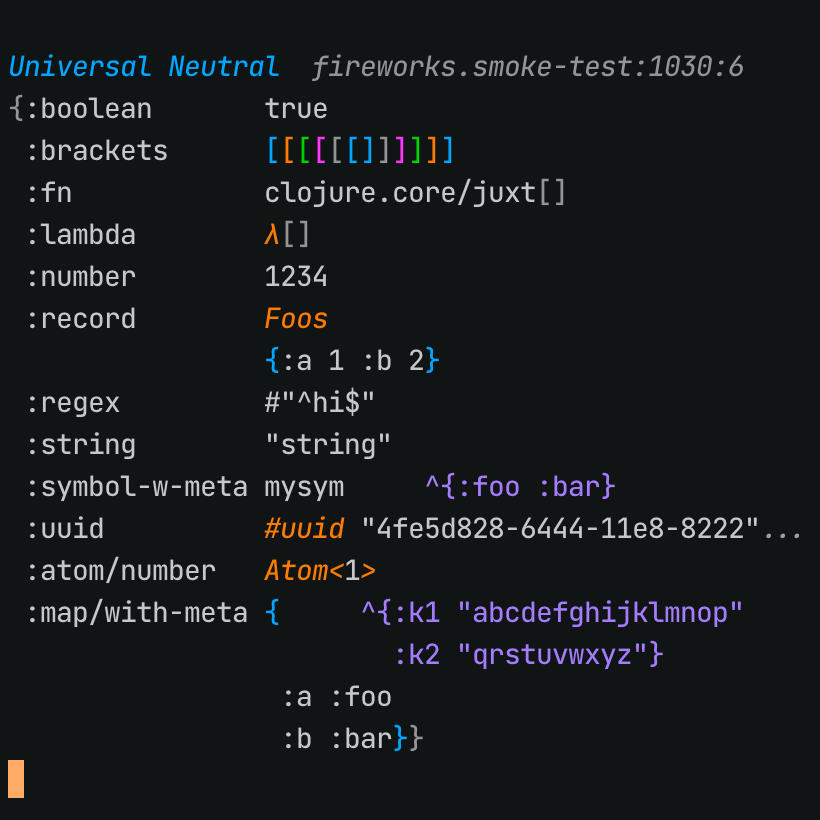 Universal Neutral  fireworks.smoke-test:1030:6
{:boolean       true
 :brackets      [[[[[[]]]]]]
 :fn            clojure.core/juxt[]
 :lambda        λ[]
 :number        1234
 :record        Foos
                {:a 1 :b 2}
 :regex         #"^hi$"
 :string        "string"
 :symbol-w-meta mysym     ^{:foo :bar}
 :uuid          #uuid "4fe5d828-6444-11e8-8222"...
 :atom/number   Atom<1>
 :map/with-meta {     ^{:k1 "abcdefghijklmnop"
                        :k2 "qrstuvwxyz"}
                 :a :foo
                 :b :bar}}